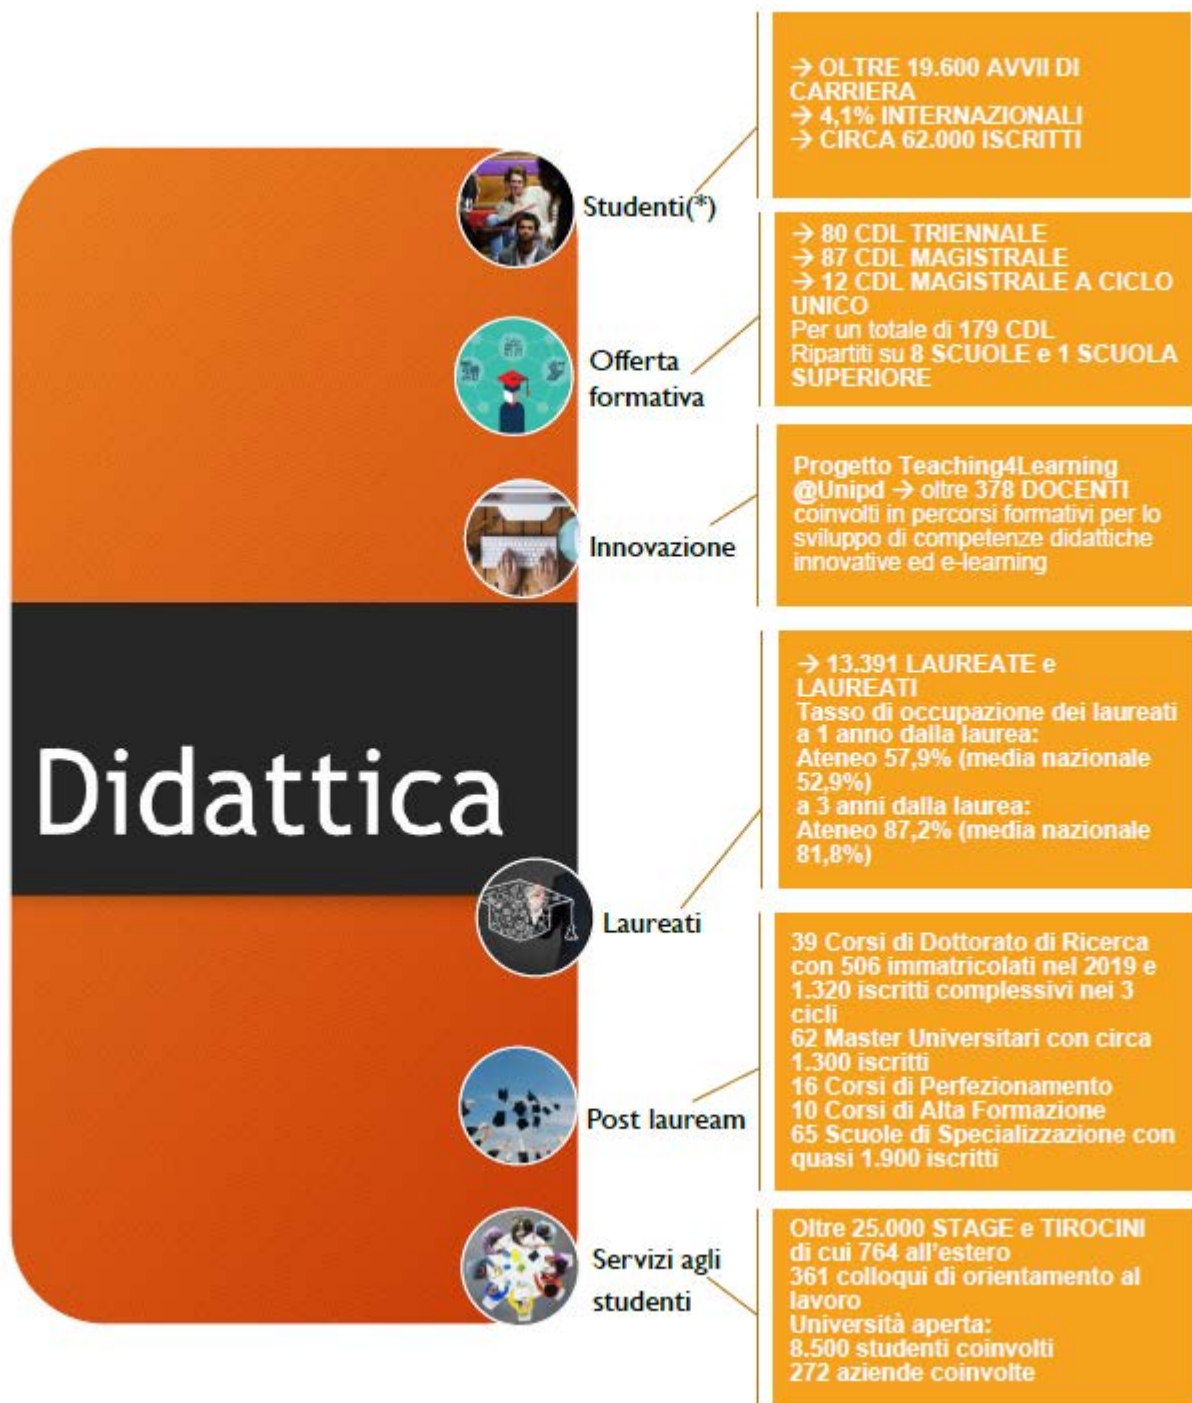 → OLTRE 19.600 AVVII DI
CARRIERA
→ 4,1% INTERNAZIONALI
→ CIRCA 62.000 ISCRITTI
Studenti(*)
→ 80 CDL TRIENNALE
→ 87 CDL MAGISTRALE
→ 12 CDL MAGISTRALE A CICLO
UNICO
Per un totale di 179 CDL
Ripartiti su 8 SCUOLE e 1 SCUOLA
SUPERIORE
Offerta
formativa
Progetto Teaching4Learning
@Unipd → oltre 378 DOCENTI
coinvolti in percorsi formativi per lo
sviluppo di competenze didattiche
innovative ed e-learning
Innovazione
Didattica
→ 13.391 LAUREATE e
LAUREATI
Tasso di occupazione dei laureati
a 1 anno dalla laurea:
Ateneo 57,9% (media nazionale
52,9%)
a 3 anni dalla laurea:
Ateneo 87,2% (media nazionale
81,8%)
Laureati
39 Corsi di Dottorato di Ricerca
con 506 immatricolati nel 2019 e
1.320 iscritti complessivi nei 3
cicli
62 Master Universitari con circa
1.300 iscritti
16 Corsi di Perfezionamento
10 Corsi di Alta Formazione
65 Scuole di Specializzazione con
quasi 1.900 iscritti
Post lauream
Oltre 25.000 STAGE e TIROCINI
di cui 764 all'estero
361 colloqui di orientamento al
lavoro
Università aperta:
8.500 studenti coinvolti
272 aziende coinvolte
Servizi agli
studenti